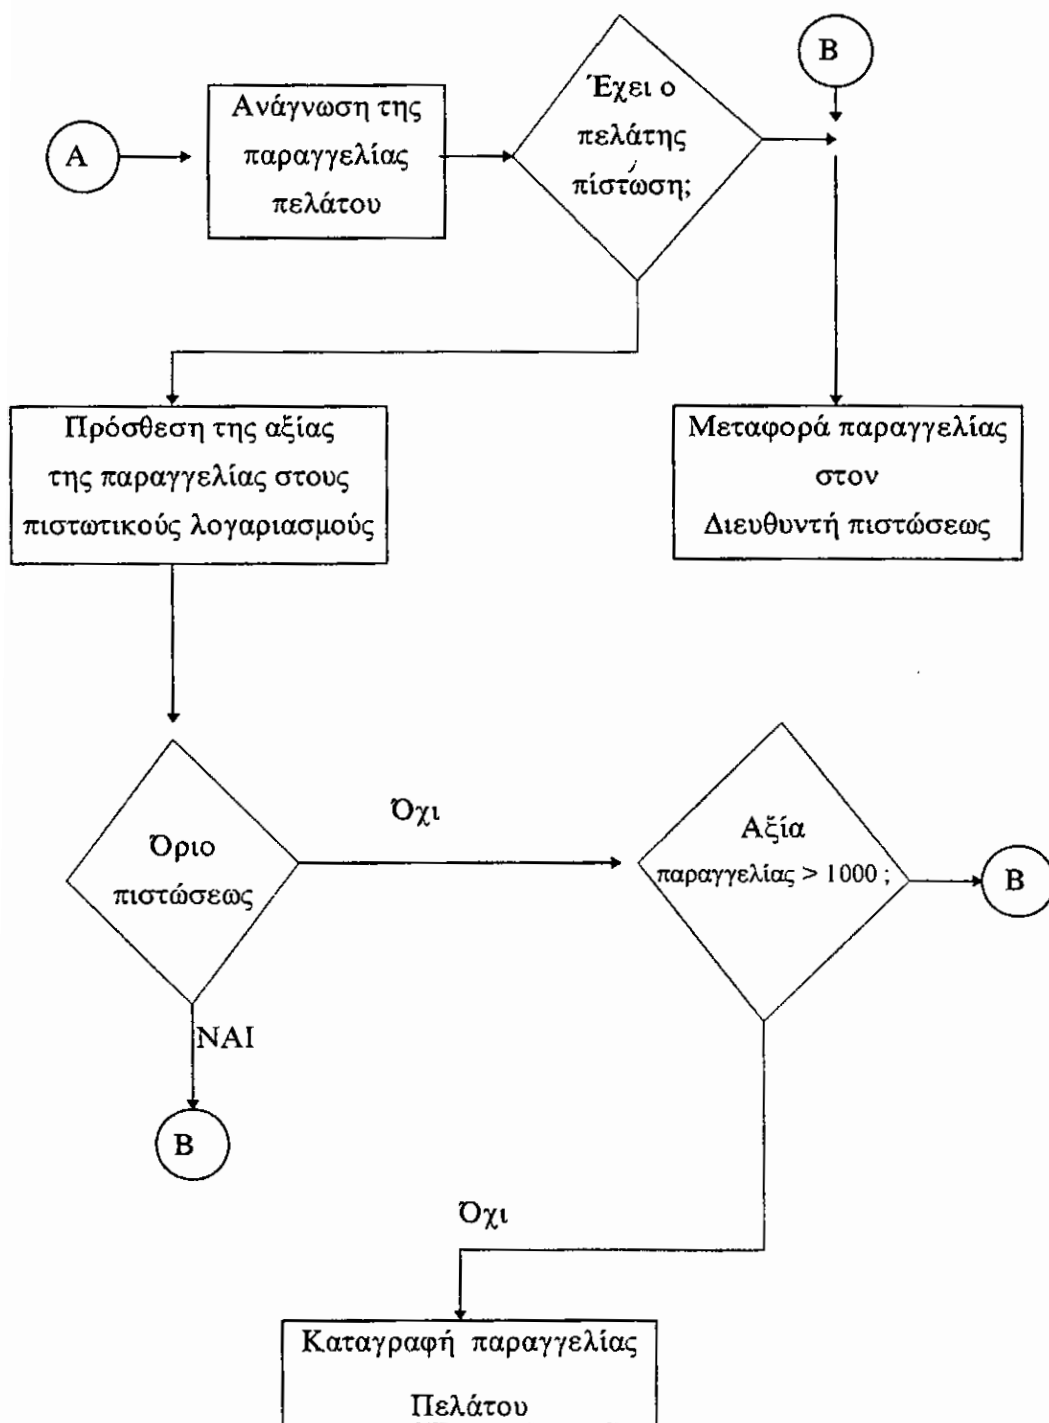 Β
Α
Ανάγνωση της
παραγγελίας
πελάτου
Έχει ο
πελάτης
πίστωση;
Πρόσθεση της αξίας
της παραγγελίας στους
πιστωτικούς λογαριασμούς
Μεταφορά παραγγελίας
στον
Διευθυντή πιστώσεως
Όριο
πιστώσεως
Όχι
Αξία
παραγγελίας > 1000 ;
Β
ΝΑΙ
Β
Όχι
Καταγραφή παραγγελίας
Πελάτου